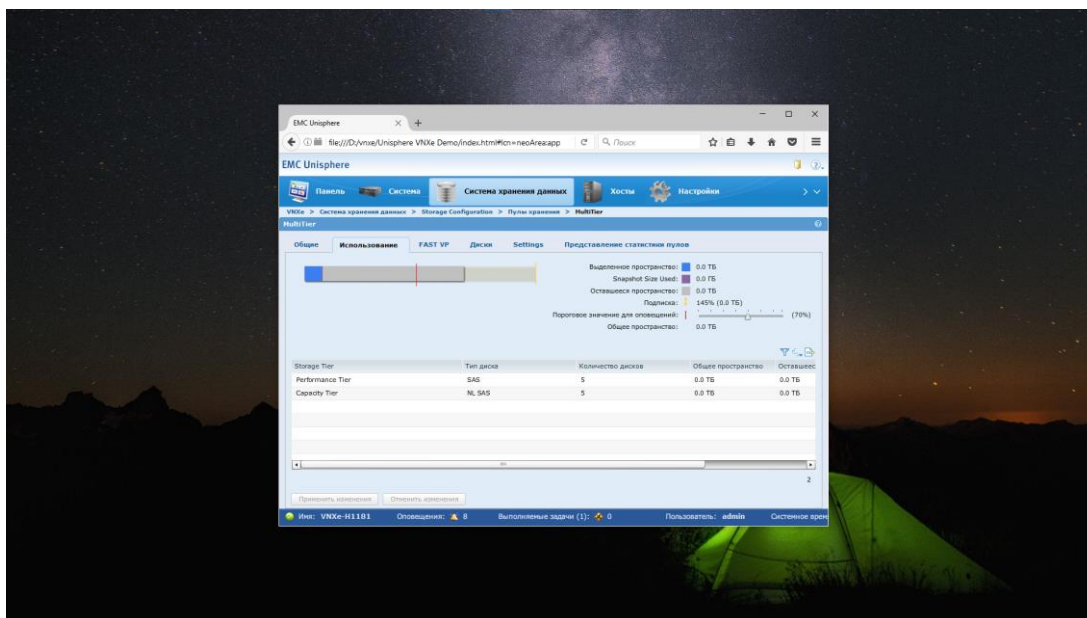 EMC Unisphere
file:///D:/vnxe/Unisphere VNXe Demo/index.html#lcn=neoArea:app
Поиск
EMC Unisphere
Панель Система Система хранения данных Хосты Настройки
VNXe > Система хранения данных > Storage Configuration > Пулы хранения > MultiTier
MultiTier
Общие Использование FAST VP Диски Settings Представление статистики пулов
Выделенное пространство: 0.0 ТБ
Snapshot Size Used: 0.0 ТБ
Оставшееся пространство: 0.0 ТБ
Подписка: 145% (0.0 ТБ)
Пороговое значение для оповещений: (70%)
Общее пространство: 0.0 ТБ
Storage Tier Тип диска Количество дисков Общее пространство Оставшеес
Performance Tier SAS 5 0.0 ТБ 0.0 ТБ
Capacity Tier NL SAS 5 0.0 ТБ 0.0 ТБ
2
Применить изменения Отменить изменения
Имя: VNXe-H1181 Оповещения: 8 Выполняемые задачи (1): 0 Пользователь: admin Системное врем